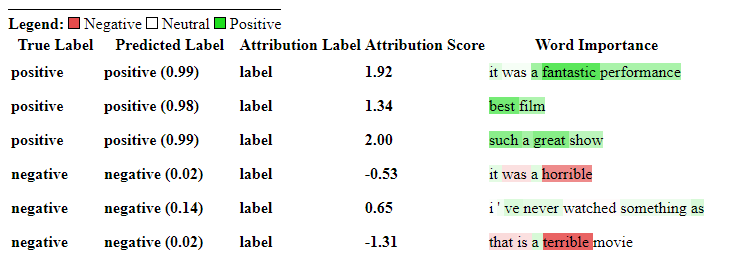 Legend: Negative Neutral Positive
True Label Predicted Label Attribution Label Attribution Score Word Importance
positive positive (0.99) label 1.92 it was a fantastic performance
positive positive (0.98) label 1.34 best film
positive positive (0.99) label 2.00 such a great show
negative negative (0.02) label -0.53 it was a horrible
negative negative (0.14) label 0.65 i ' ve never watched something as
negative negative (0.02) label -1.31 that is a terrible movie